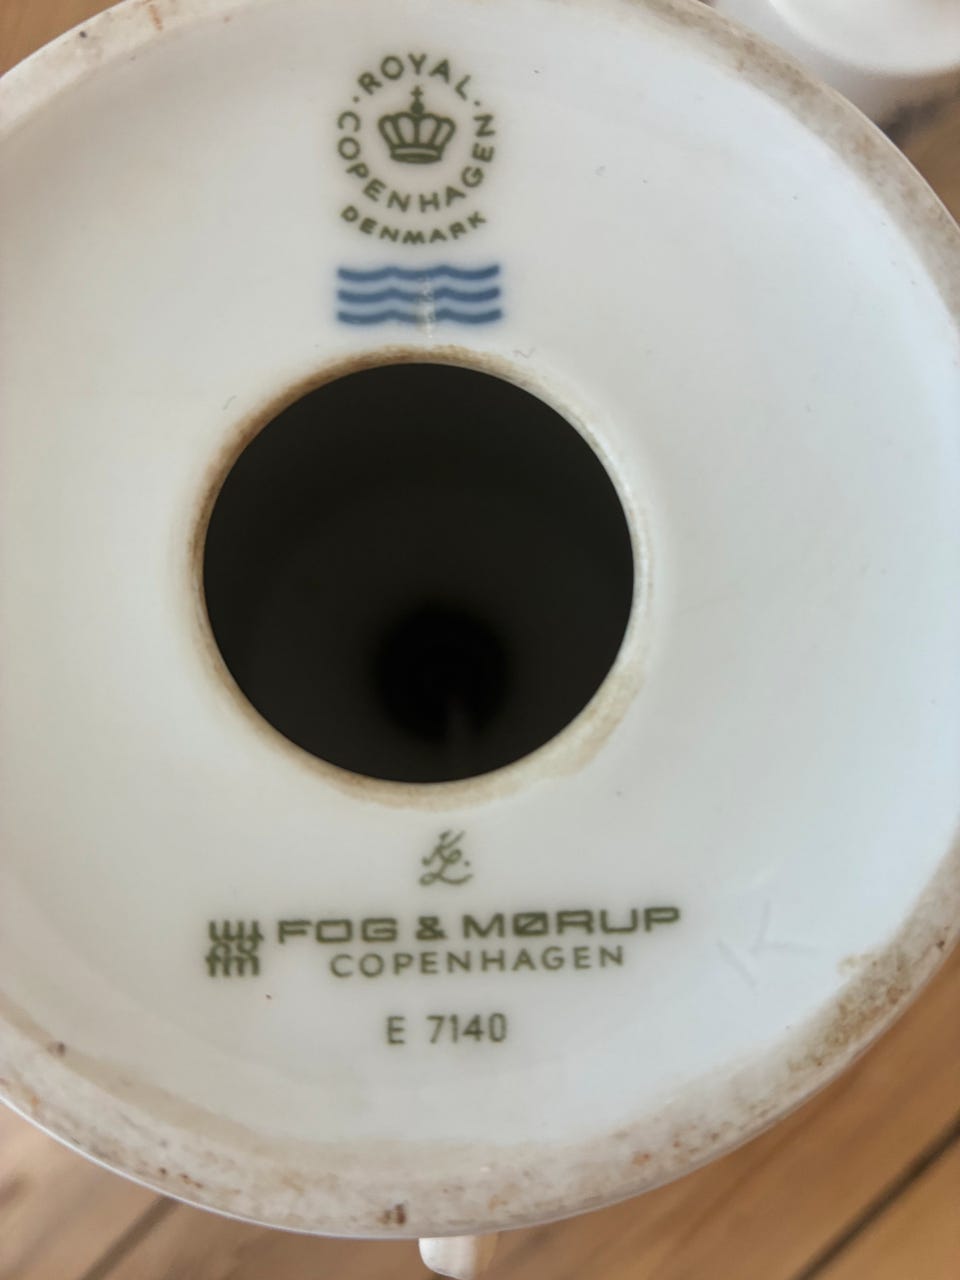 ROYAL
COPENHAGEN
DENMARK
FOG & MØRUP
COPENHAGEN
E 7140